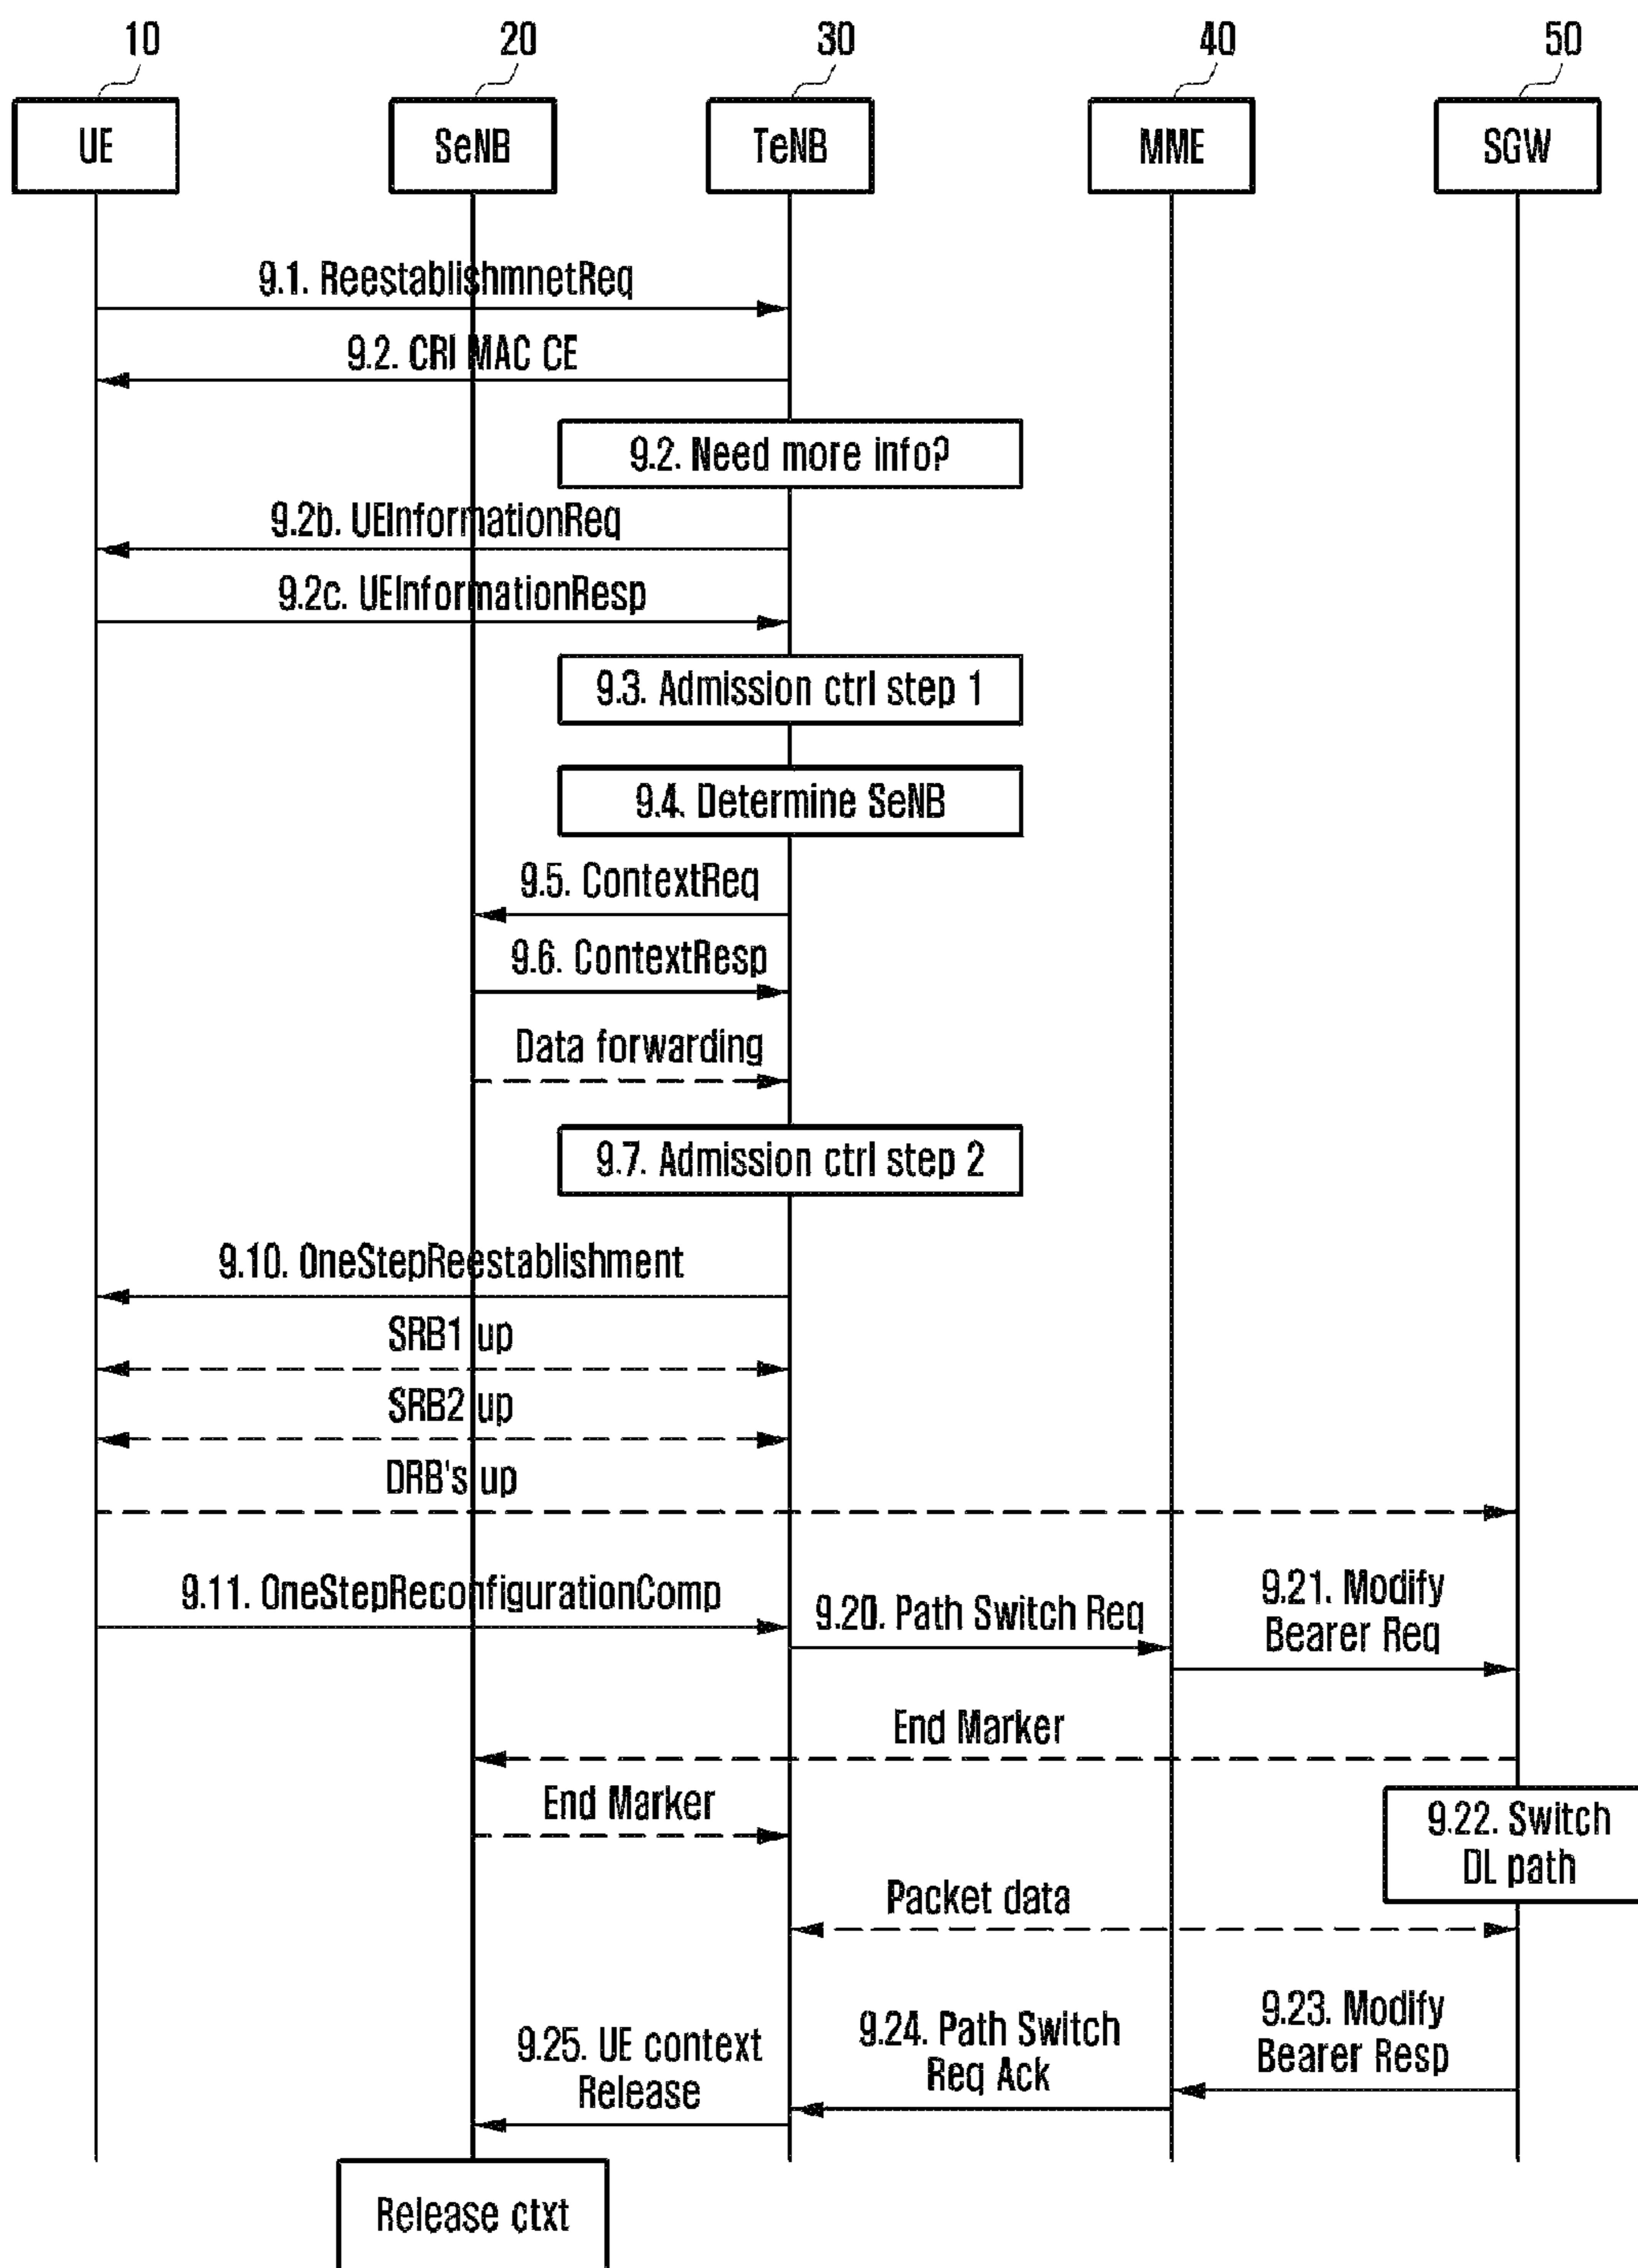 10
20
30
40
50
UE
SeNB
TeNB
MME
SGW
9.1. ReestablishmnetReq
9.2. CRI MAC CE
9.2. Need more info?
9.2b. UEInformationReq
9.2c. UEInformationResp
9.3. Admission ctrl step 1
9.4. Determine SeNB
9.5. ContextReq
9.6. ContextResp
Data forwarding
9.7. Admission ctrl step 2
9.10. OneStepReestablishment
SRB1 up
SRB2 up
DRB's up
9.11. OneStepReconfigurationComp
9.20. Path Switch Req
9.21. Modify
Bearer Req
End Marker
End Marker
9.22. Switch
DL path
Packet data
9.23. Modify
Bearer Resp
9.24. Path Switch
Req Ack
9.25. UE context
Release
Release ctxt